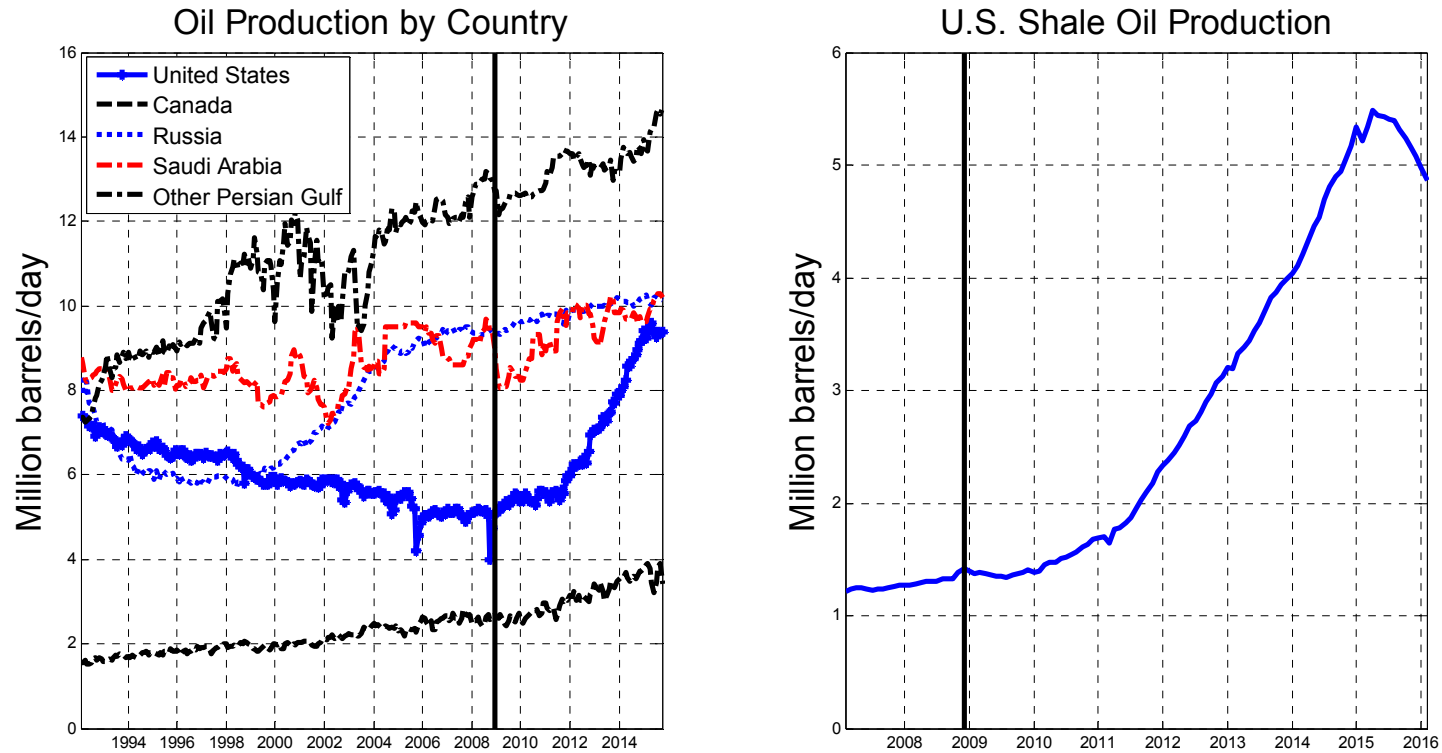 Oil Production by Country
Million barrels/day
16
14
12
10
8
6
4
2
0
United States
Canada
Russia
Saudi Arabia
Other Persian Gulf
1994 1996 1998 2000 2002 2004 2006 2008 2010 2012 2014
U.S. Shale Oil Production
Million barrels/day
6
5
4
3
2
1
0
2008 2009 2010 2011 2012 2013 2014 2015 2016